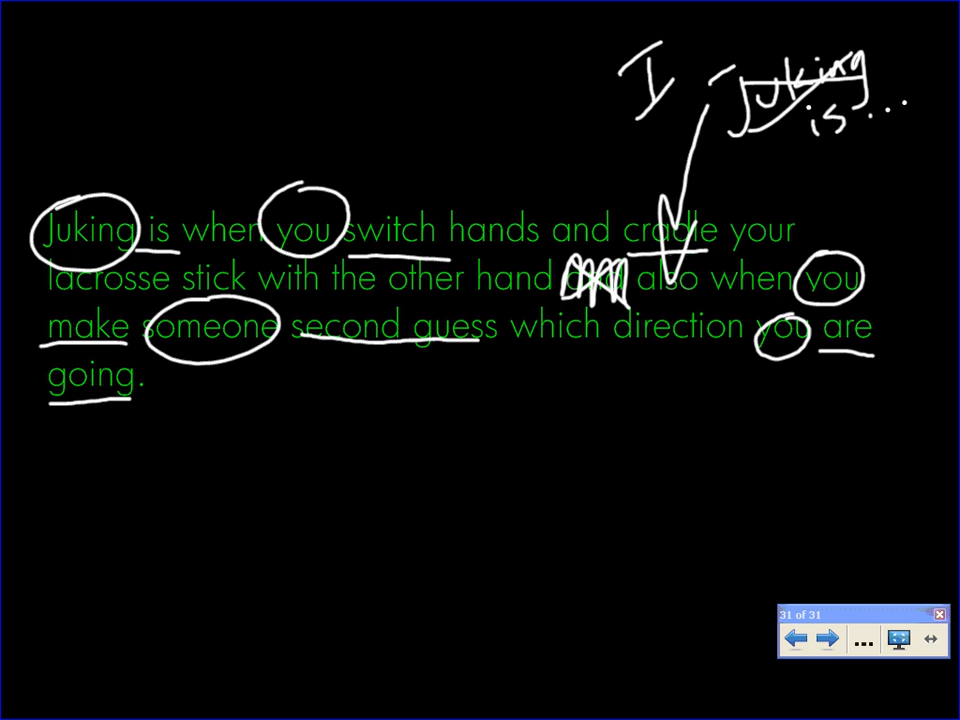 I Juking
is...
Juking is when you switch hands and cradle your
lacrosse stick with the other hand and also when you
make someone second guess which direction you are
going.
31 of 31